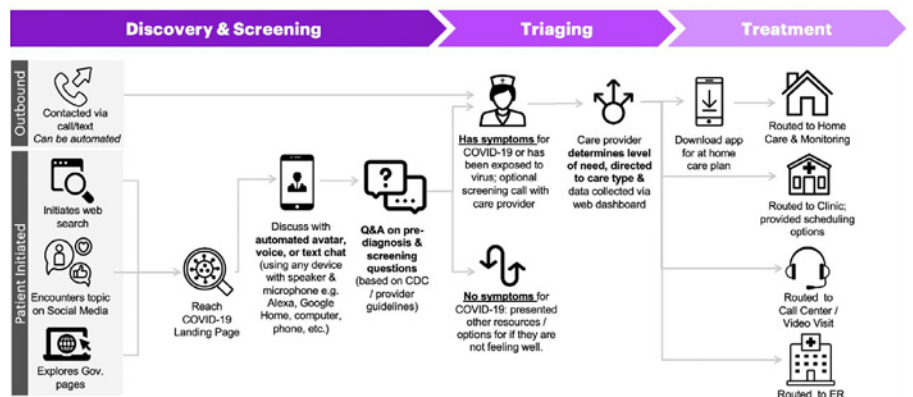 Discovery & Screening
Triaging
Treatment
Outbound
Contacted via
call/text
Can be automated
Patient Initiated
Initiates web
search
Encounters topic
on Social Media
Explores Gov.
pages
Reach
COVID-19
Landing Page
Discuss with
automated avatar,
voice, or text chat
(using any device
with speaker &
microphone e.g.
Alexa, Google
Home, computer,
phone, etc.)
Q&A on pre-
diagnosis &
screening
questions
(based on CDC
/ provider
guidelines)
Has symptoms for
COVID-19 or has
been exposed to
virus; optional
screening call with
care provider
No symptoms for
COVID-19: presented
other resources /
options for if they are
not feeling well.
Care provider
determines level
of need, directed
to care type &
data collected via
web dashboard
Download app
for at home
care plan
Routed to Home
Care & Monitoring
Routed to Clinic;
provided scheduling
options
Routed to
Call Center /
Video Visit
Routed to ER